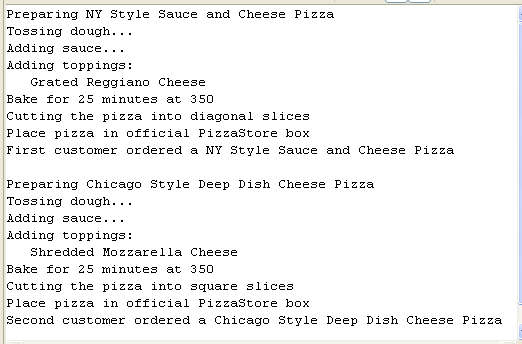 Preparing NY Style Sauce and Cheese Pizza
Tossing dough...
Adding sauce...
Adding toppings:
   Grated Reggiano Cheese
Bake for 25 minutes at 350
Cutting the pizza into diagonal slices
Place pizza in official PizzaStore box
First customer ordered a NY Style Sauce and Cheese Pizza

Preparing Chicago Style Deep Dish Cheese Pizza
Tossing dough...
Adding sauce...
Adding toppings:
   Shredded Mozzarella Cheese
Bake for 25 minutes at 350
Cutting the pizza into square slices
Place pizza in official PizzaStore box
Second customer ordered a Chicago Style Deep Dish Cheese Pizza